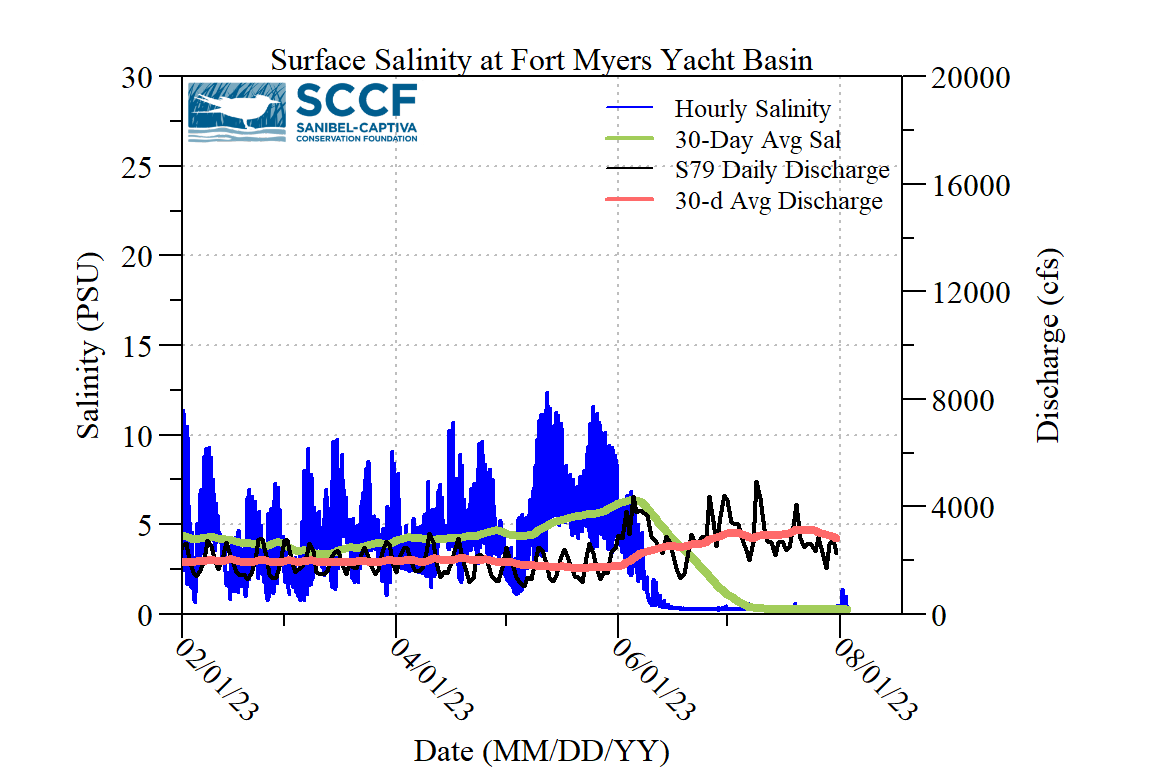 Surface Salinity at Fort Myers Yacht Basin
SCCF
SANIBEL-CAPTIVA
CONSERVATION FOUNDATION
Hourly Salinity
30-Day Avg Sal
S79 Daily Discharge
30-d Avg Discharge
30
25
20
15
10
5
0
Salinity (PSU)
20000
16000
12000
8000
4000
0
Discharge (cfs)
02/01/23
04/01/23
06/01/23
08/01/23
Date (MM/DD/YY)